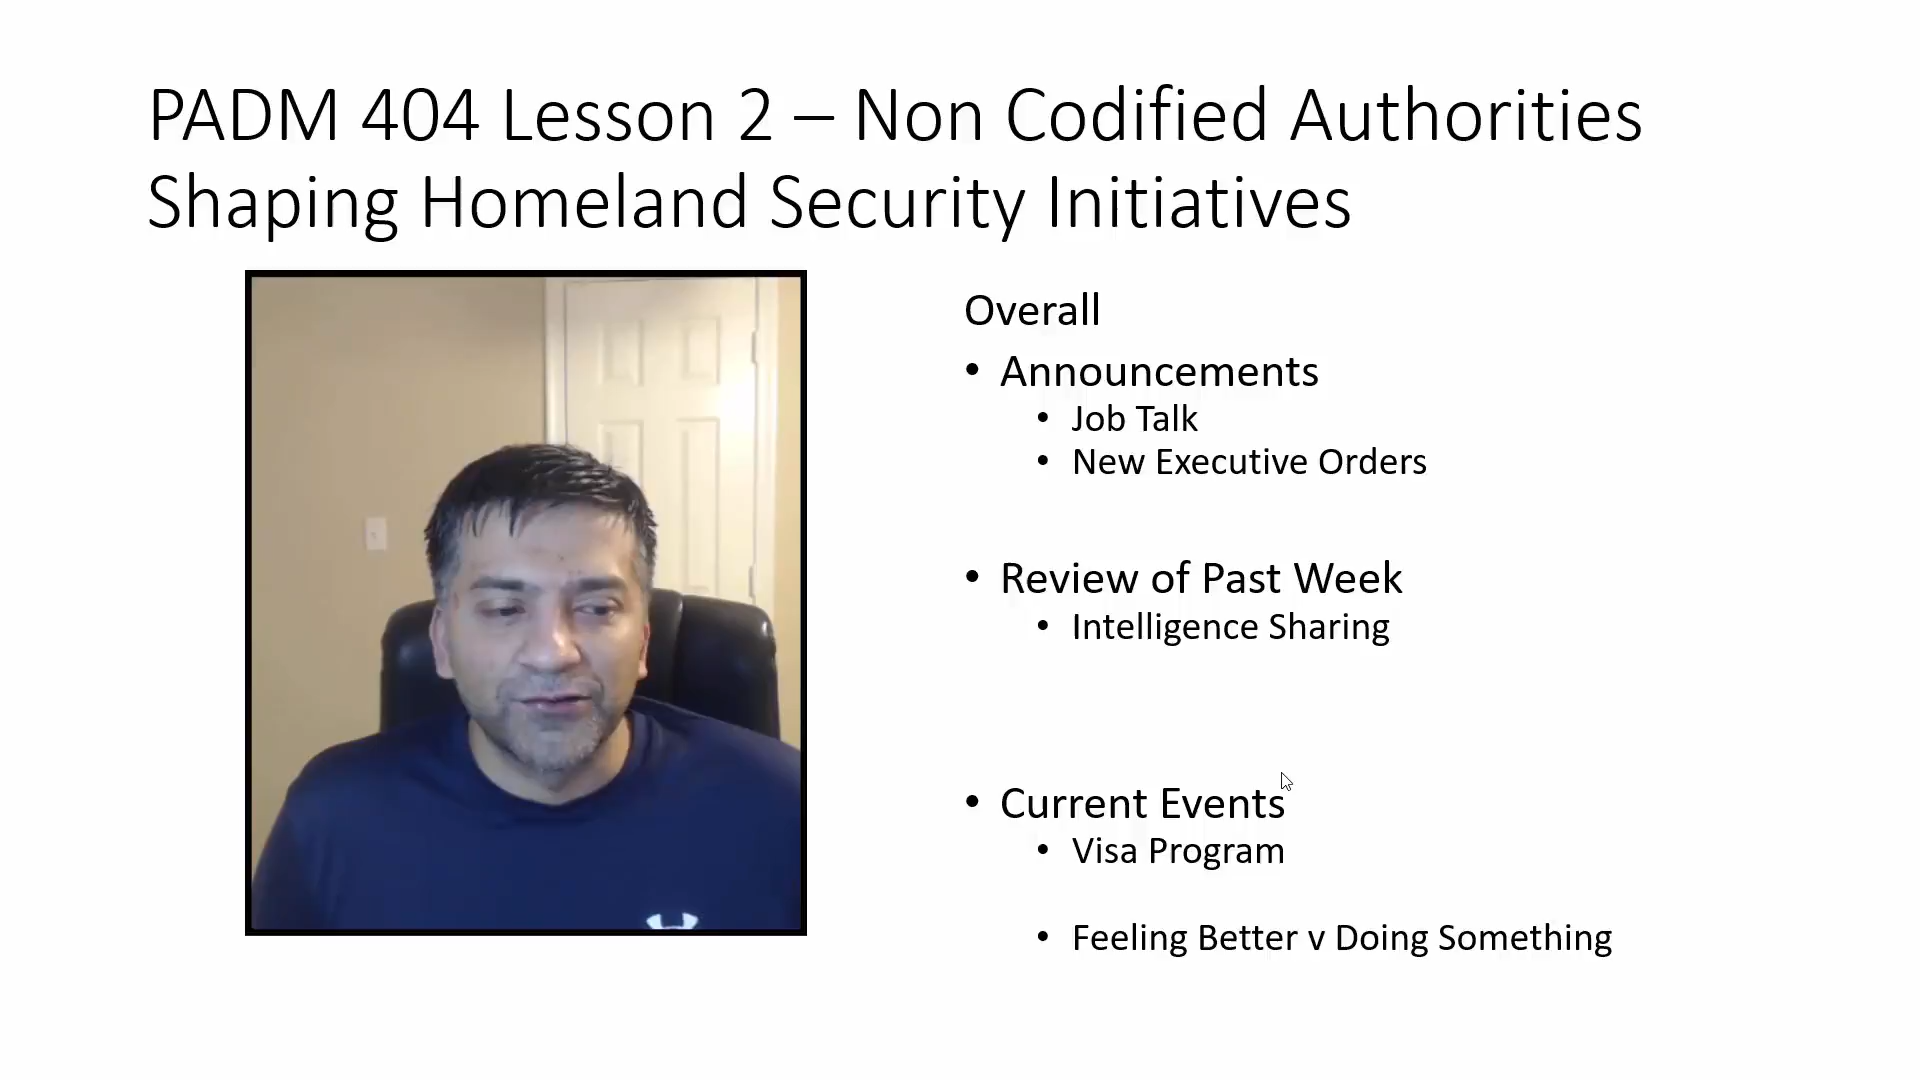 PADM 404 Lesson 2 – Non Codified Authorities
Shaping Homeland Security Initiatives
Overall
• Announcements
• Job Talk
• New Executive Orders
• Review of Past Week
• Intelligence Sharing
• Current Events
• Visa Program
• Feeling Better v Doing Something